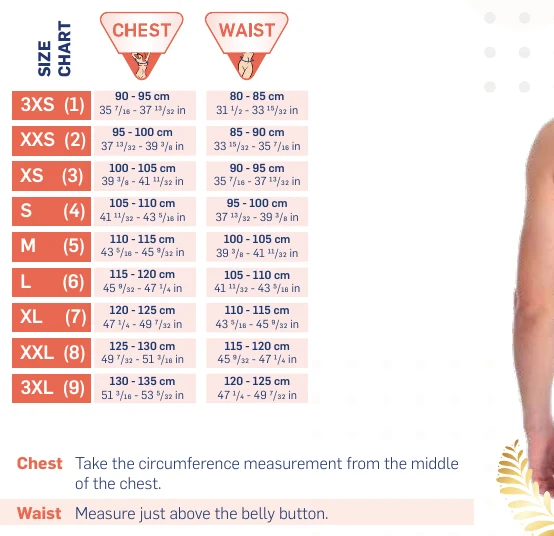 SIZE
CHART
CHEST
WAIST
3XS (1)
90 - 95 cm
35 ⁷/₁₆ - 37 ¹³/₃₂ in
80 - 85 cm
31 ¹/₂ - 33 ¹⁵/₃₂ in
XXS (2)
95 - 100 cm
37 ¹³/₃₂ - 39 ³/₈ in
85 - 90 cm
33 ¹⁵/₃₂ - 35 ⁷/₁₆ in
XS (3)
100 - 105 cm
39 ³/₈ - 41 ¹¹/₃₂ in
90 - 95 cm
35 ⁷/₁₆ - 37 ¹³/₃₂ in
S (4)
105 - 110 cm
41 ¹¹/₃₂ - 43 ⁵/₁₆ in
95 - 100 cm
37 ¹³/₃₂ - 39 ³/₈ in
M (5)
110 - 115 cm
43 ⁵/₁₆ - 45 ⁹/₃₂ in
100 - 105 cm
39 ³/₈ - 41 ¹¹/₃₂ in
L (6)
115 - 120 cm
45 ⁹/₃₂ - 47 ¹/₄ in
105 - 110 cm
41 ¹¹/₃₂ - 43 ⁵/₁₆ in
XL (7)
120 - 125 cm
47 ¹/₄ - 49 ⁷/₃₂ in
110 - 115 cm
43 ⁵/₁₆ - 45 ⁹/₃₂ in
XXL (8)
125 - 130 cm
49 ⁷/₃₂ - 51 ³/₁₆ in
115 - 120 cm
45 ⁹/₃₂ - 47 ¹/₄ in
3XL (9)
130 - 135 cm
51 ³/₁₆ - 53 ⁵/₃₂ in
120 - 125 cm
47 ¹/₄ - 49 ⁷/₃₂ in
Chest Take the circumference measurement from the middle
of the chest.
Waist Measure just above the belly button.